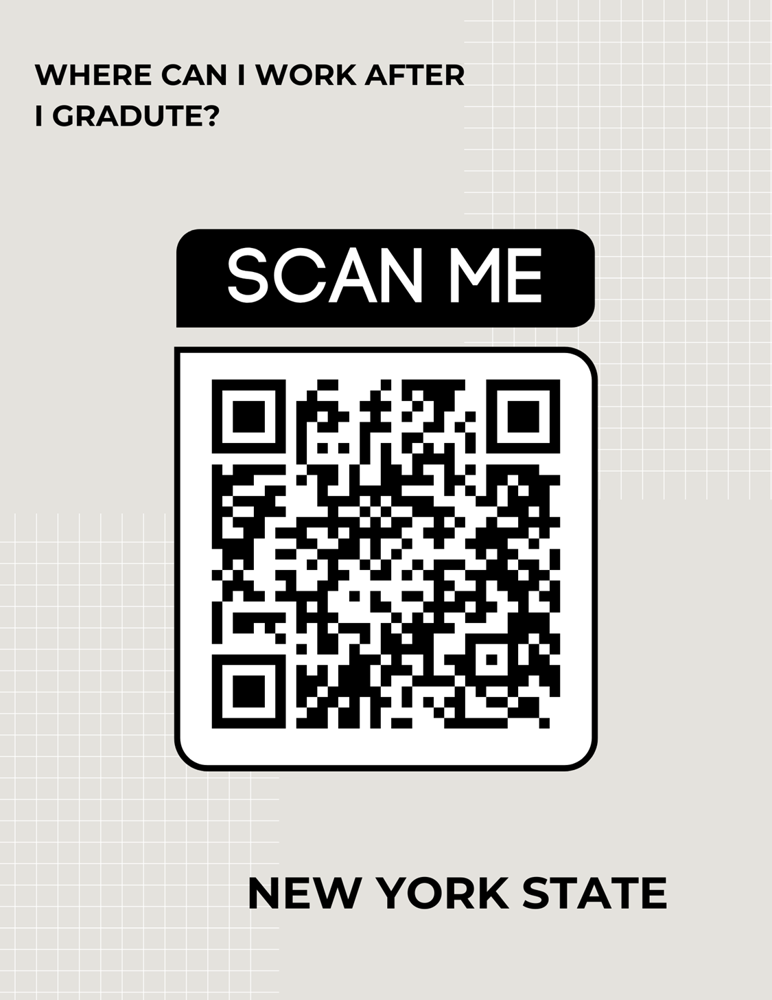 WHERE CAN I WORK AFTER
I GRADUTE?
SCAN ME
NEW YORK STATE